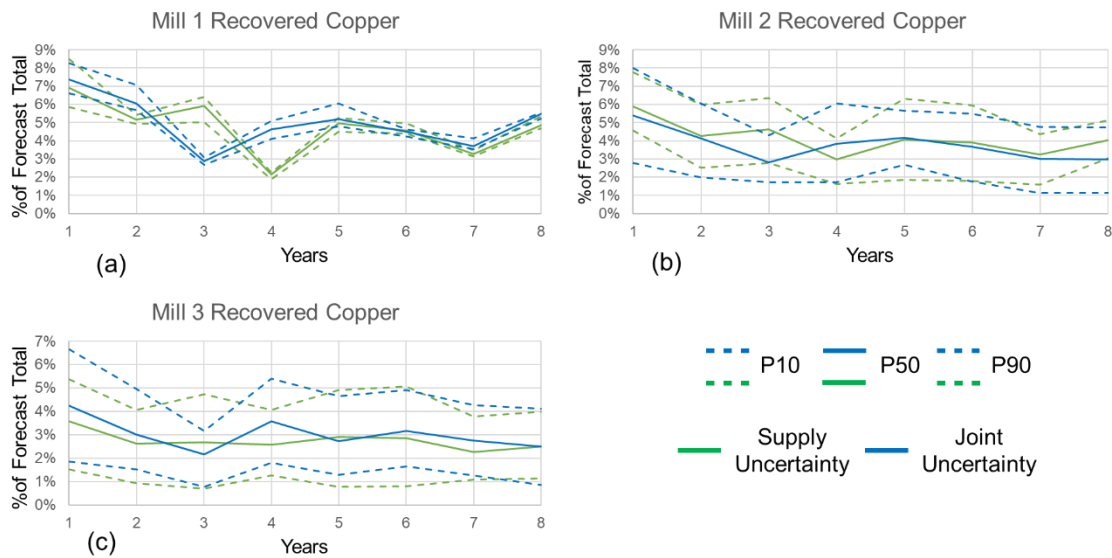 Mill 1 Recovered Copper
%of Forecast Total
9%
8%
7%
6%
5%
4%
3%
2%
1%
0%
1 2 3 4 5 6 7 8
Years
(a)
Mill 2 Recovered Copper
%of Forecast Total
9%
8%
7%
6%
5%
4%
3%
2%
1%
0%
1 2 3 4 5 6 7 8
Years
(b)
Mill 3 Recovered Copper
%of Forecast Total
7%
6%
5%
4%
3%
2%
1%
0%
1 2 3 4 5 6 7 8
Years
(c)
P10 P50 P90
Supply Uncertainty
Joint Uncertainty